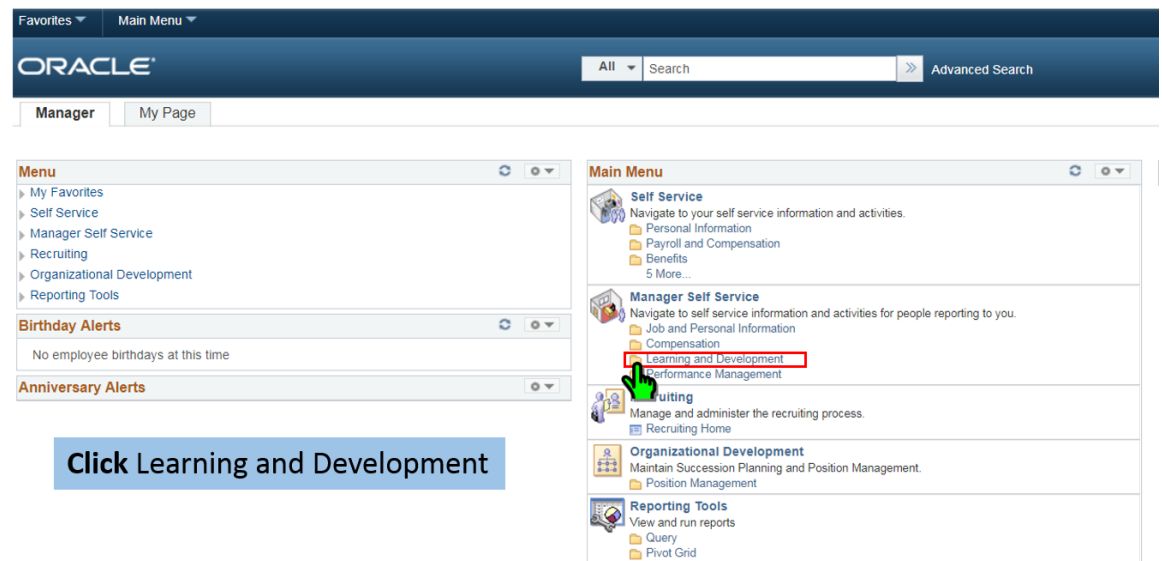 Favorites Main Menu
ORACLE
All Search Advanced Search
Manager My Page
Menu
My Favorites
Self Service
Manager Self Service
Recruiting
Organizational Development
Reporting Tools
Birthday Alerts
No employee birthdays at this time
Anniversary Alerts
Click Learning and Development
Main Menu
Self Service
Navigate to your self service information and activities.
Personal Information
Payroll and Compensation
Benefits
5 More...
Manager Self Service
Navigate to self service information and activities for people reporting to you.
Job and Personal Information
Compensation
Learning and Development
Performance Management
ruiting
Manage and administer the recruiting process.
Recruiting Home
Organizational Development
Maintain Succession Planning and Position Management.
Position Management
Reporting Tools
View and run reports
Query
Pivot Grid